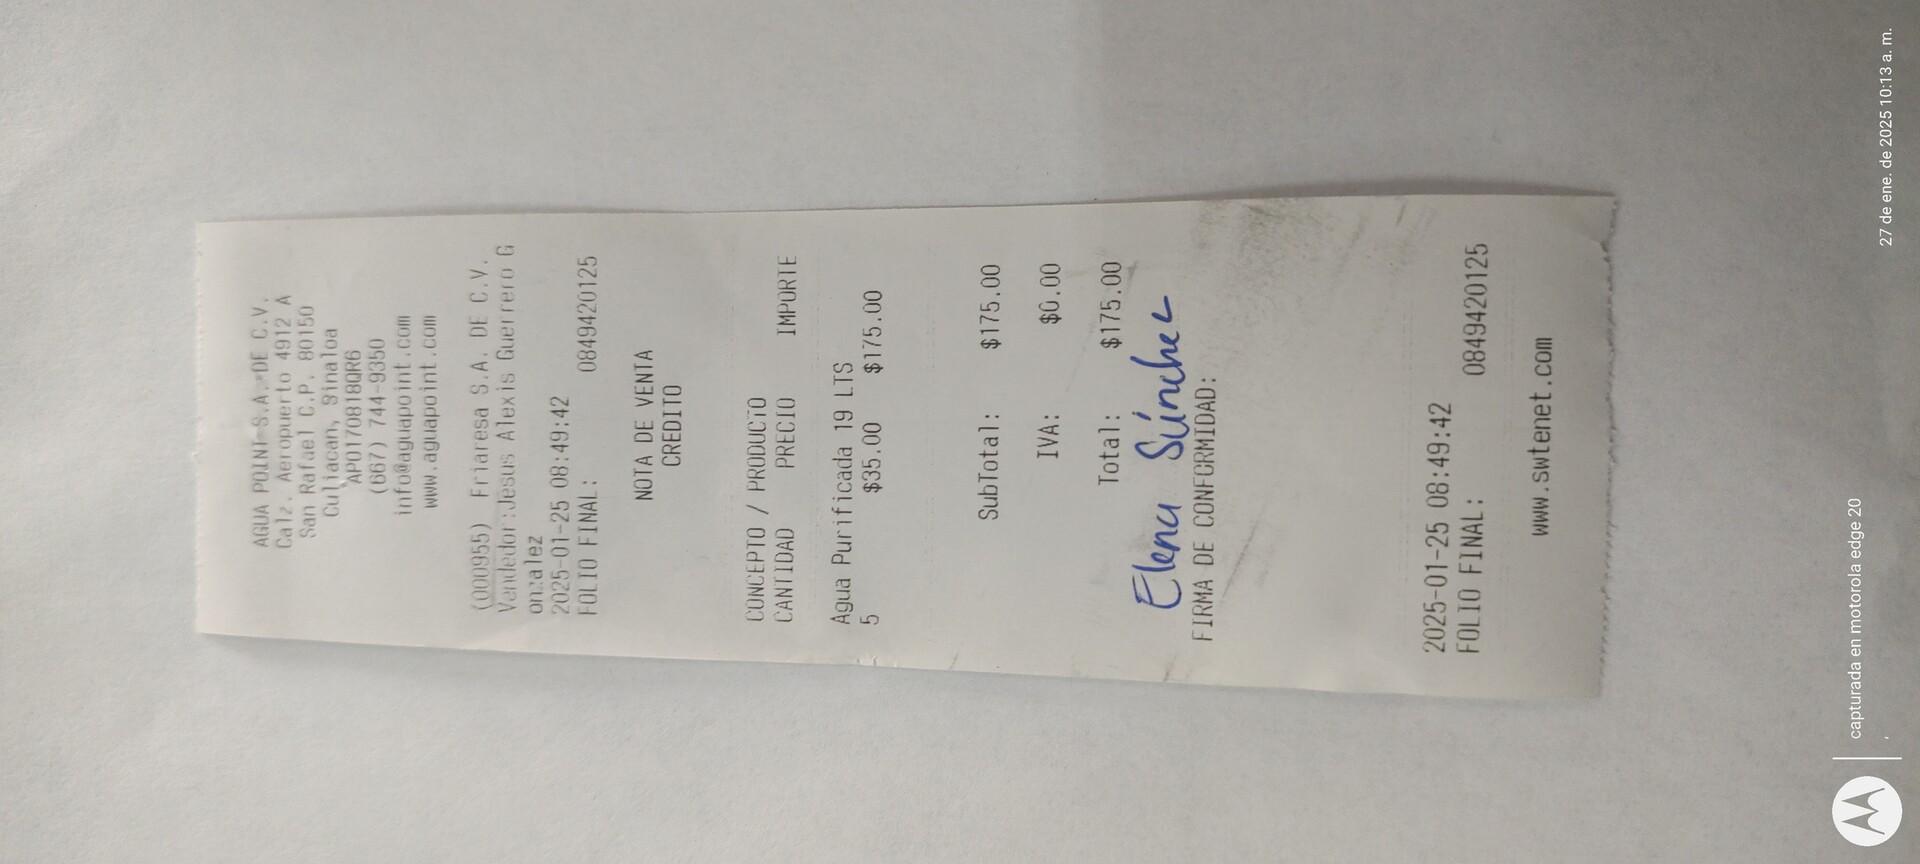 AGUA POINT S.A. DE C.V.
Calz. Aeropuerto 4912 A
San Rafael C.P. 80150
Culiacan, Sinaloa
APO170818QR6
(667) 744-9350
info@aguapoint.com
www.aguapoint.com
(000955) Friaresa S.A. DE C.V.
Vendedor:Jesus Alexis Guerrero G
onzalez
2025-01-25 08:49:42
FOLIO FINAL: 0849420125
NOTA DE VENTA
CREDITO
CONCEPTO / PRODUCTO
CANTIDAD PRECIO IMPORTE
Agua Purificada 19 LTS
5 $35.00 $175.00
SubTotal: $175.00
IVA: $0.00
Total: $175.00
Elena Sánchez
FIRMA DE CONFORMIDAD:
2025-01-25 08:49:42
FOLIO FINAL: 0849420125
www.swtenet.com
capturada en motorola edge 20
27 de ene. de 2025 10:13 a. m.